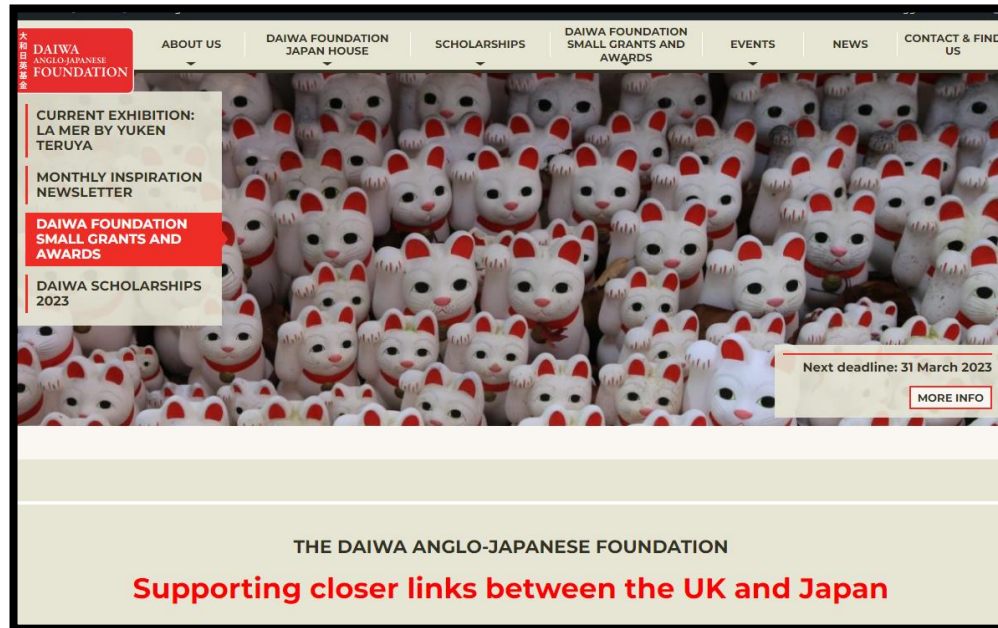 大和日英基金
DAIWA
ANGLO-JAPANESE
FOUNDATION
ABOUT US
DAIWA FOUNDATION
JAPAN HOUSE
SCHOLARSHIPS
DAIWA FOUNDATION
SMALL GRANTS AND
AWARDS
EVENTS
NEWS
CONTACT & FIND
US
CURRENT EXHIBITION:
LA MER BY YUKEN
TERUYA
MONTHLY INSPIRATION
NEWSLETTER
DAIWA FOUNDATION
SMALL GRANTS AND
AWARDS
DAIWA SCHOLARSHIPS
2023
Next deadline: 31 March 2023
MORE INFO
THE DAIWA ANGLO-JAPANESE FOUNDATION
Supporting closer links between the UK and Japan